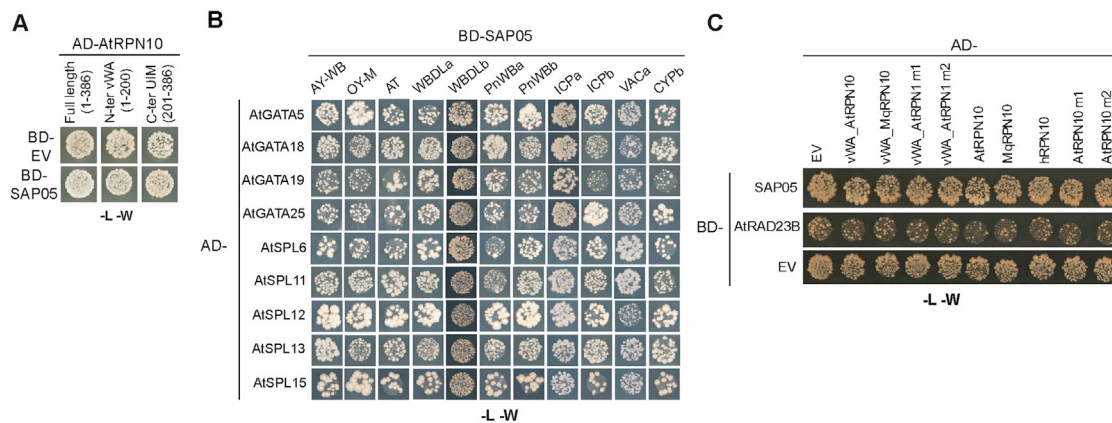 A
AD-AtRPN10
Full length
(1-386)
N-ter vWA
(1-200)
C-ter UIM
(201-386)
BD-
EV
BD-
SAP05
-L -W
B
BD-SAP05
AY-WB
OY-M
AT
WBDLa
WBDLb
PnWBa
PnWBb
ICPa
ICPb
VACa
CYPb
AD-
AtGATA5
AtGATA18
AtGATA19
AtGATA25
AtSPL6
AtSPL11
AtSPL12
AtSPL13
AtSPL15
-L -W
C
AD-
EV
vWA_AtRPN10
vWA_MqRPN10
vWA_AtRPN1 m1
vWA_AtRPN1 m2
AtRPN10
MqRPN10
hRPN10
AtRPN10 m1
AtRPN10 m2
BD-
SAP05
AtRAD23B
EV
-L -W